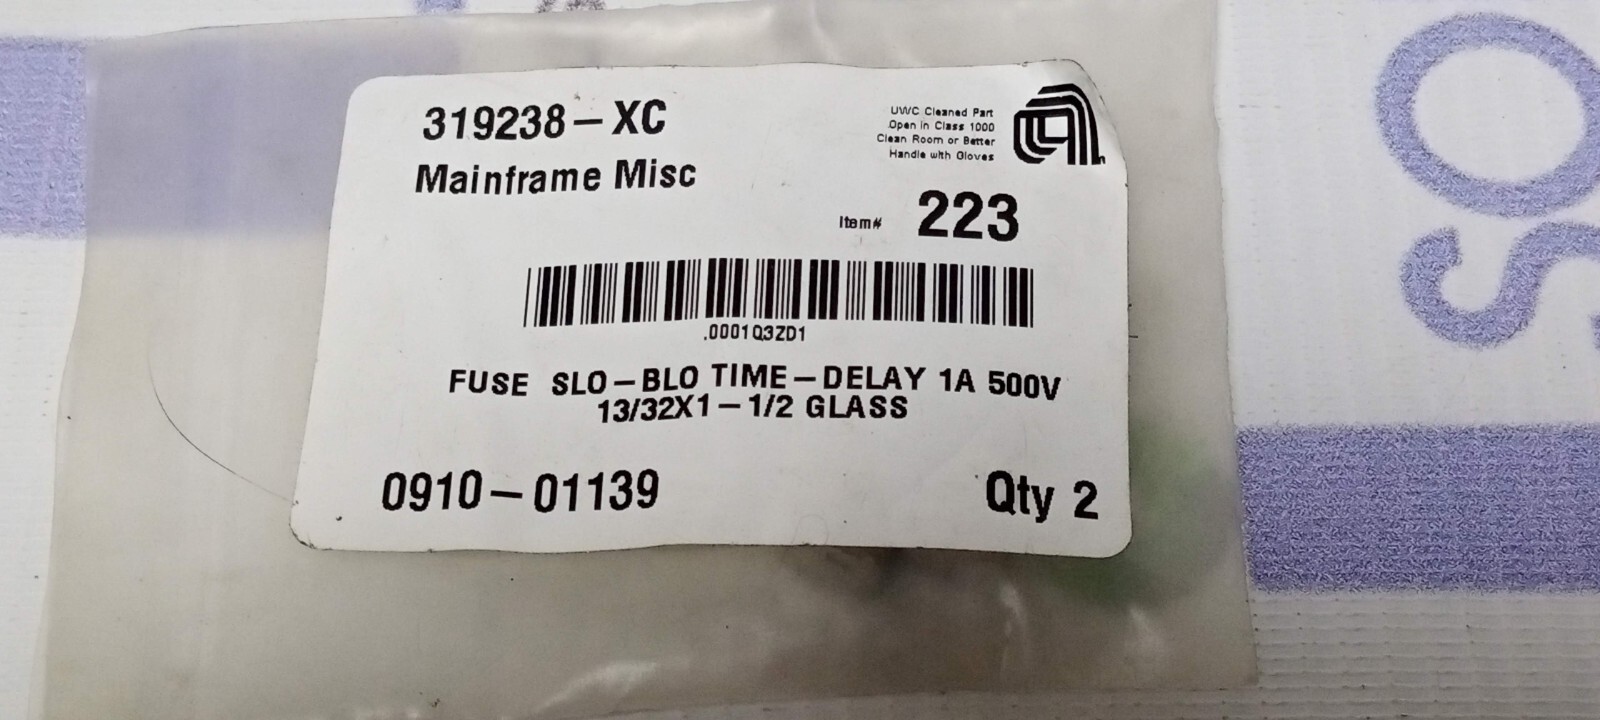 319238-XC
Mainframe Misc
UWC Cleaned Part
Open in Class 1000
Clean Room or Better
Handle with Gloves
Item# 223
.0001Q3ZD1
FUSE SLO-BLO TIME-DELAY 1A 500V
13/32X1-1/2 GLASS
0910-01139
Qty 2
SO